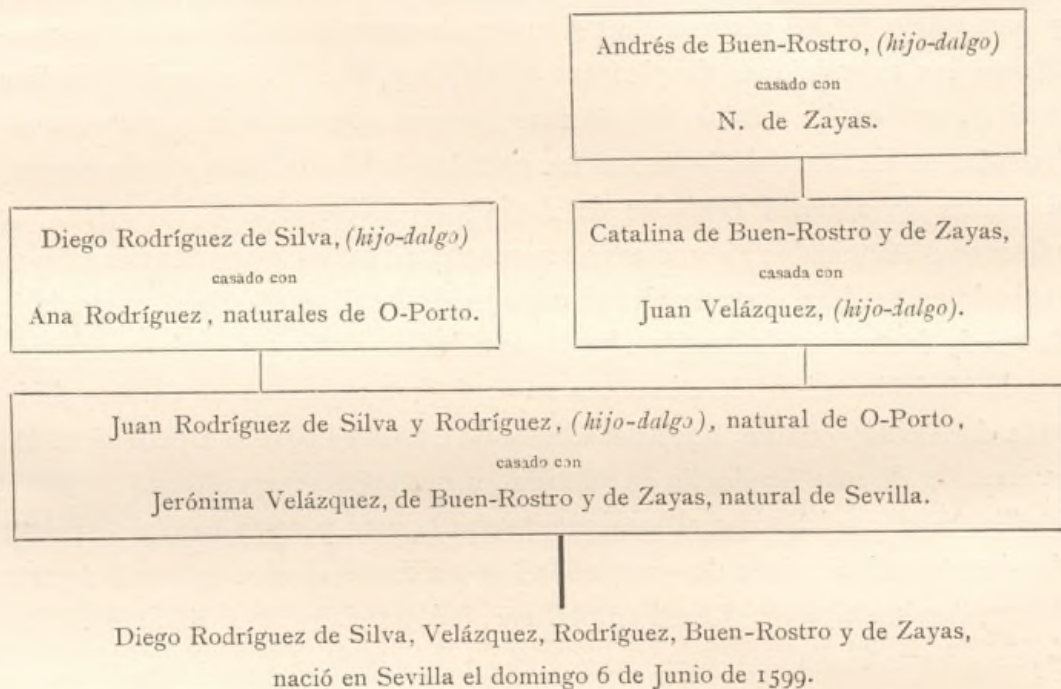 Andrés de Buen-Rostro, (hijo-dalgo)
casado con
N. de Zayas.
Diego Rodríguez de Silva, (hijo-dalgo)
casado con
Ana Rodríguez, naturales de O-Porto.
Catalina de Buen-Rostro y de Zayas,
casada con
Juan Velázquez, (hijo-dalgo).
Juan Rodríguez de Silva y Rodríguez, (hijo-dalgo), natural de O-Porto,
casado con
Jerónima Velázquez, de Buen-Rostro y de Zayas, natural de Sevilla.
Diego Rodríguez de Silva, Velázquez, Rodríguez, Buen-Rostro y de Zayas,
nació en Sevilla el domingo 6 de Junio de 1599.